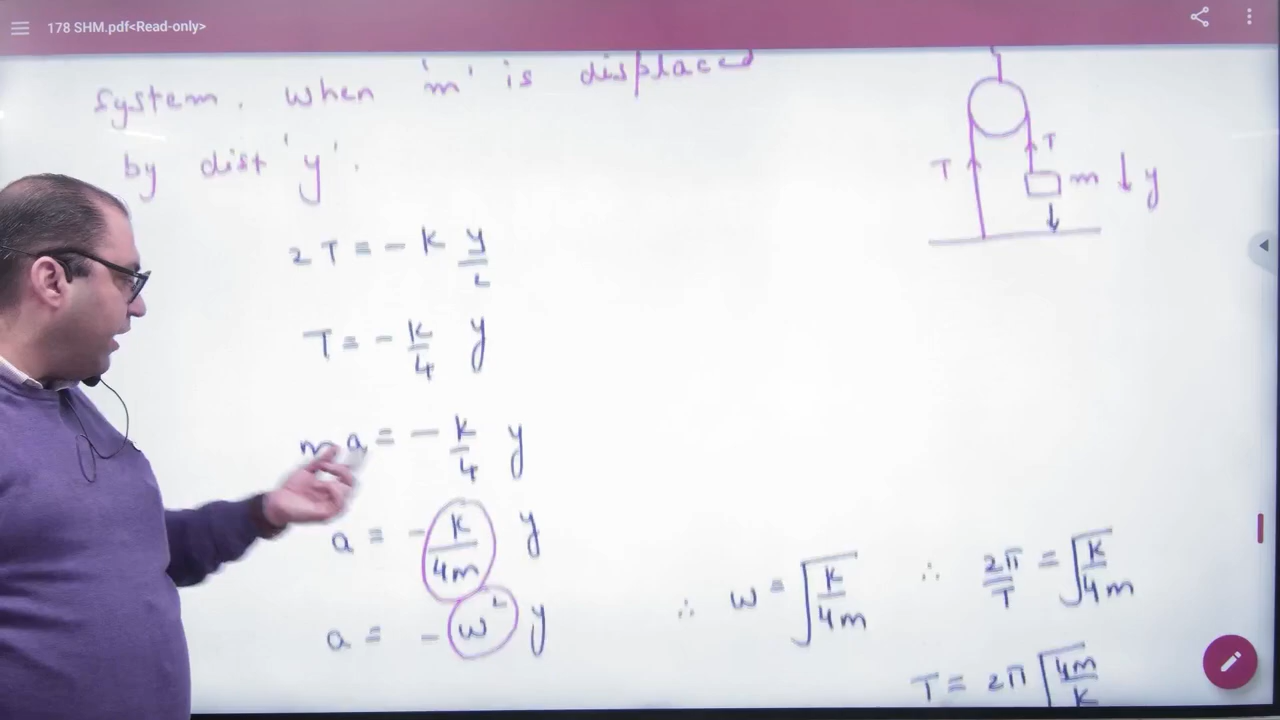 178 SHM.pdf<Read-only>
system. When 'm' is displaced
by dist 'y'.
T
T
m ↓ y
2T = - K y/2
T = - K/4 y
ma = - K/4 y
a = - K/4m y
a = - ω² y
∴ ω = √(K/4m) ∴ 2π/T = √(K/4m)
T = 2π √(4m/K)